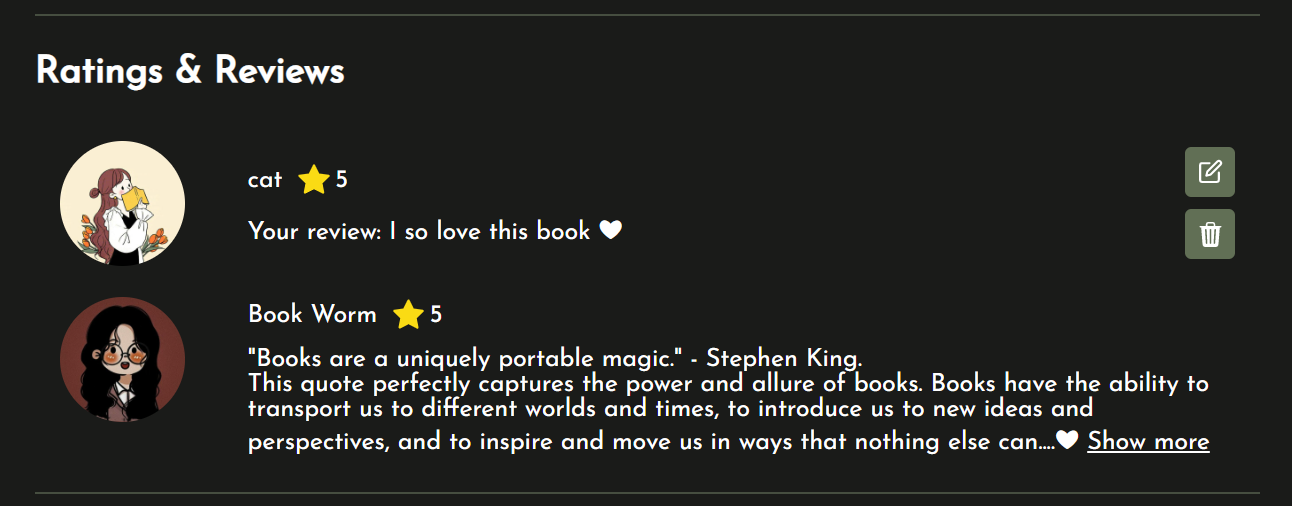 Ratings & Reviews
cat ⭐ 5
Your review: I so love this book 🤍
Book Worm ⭐ 5
"Books are a uniquely portable magic." - Stephen King.
This quote perfectly captures the power and allure of books. Books have the ability to
transport us to different worlds and times, to introduce us to new ideas and
perspectives, and to inspire and move us in ways that nothing else can....🤍 Show more